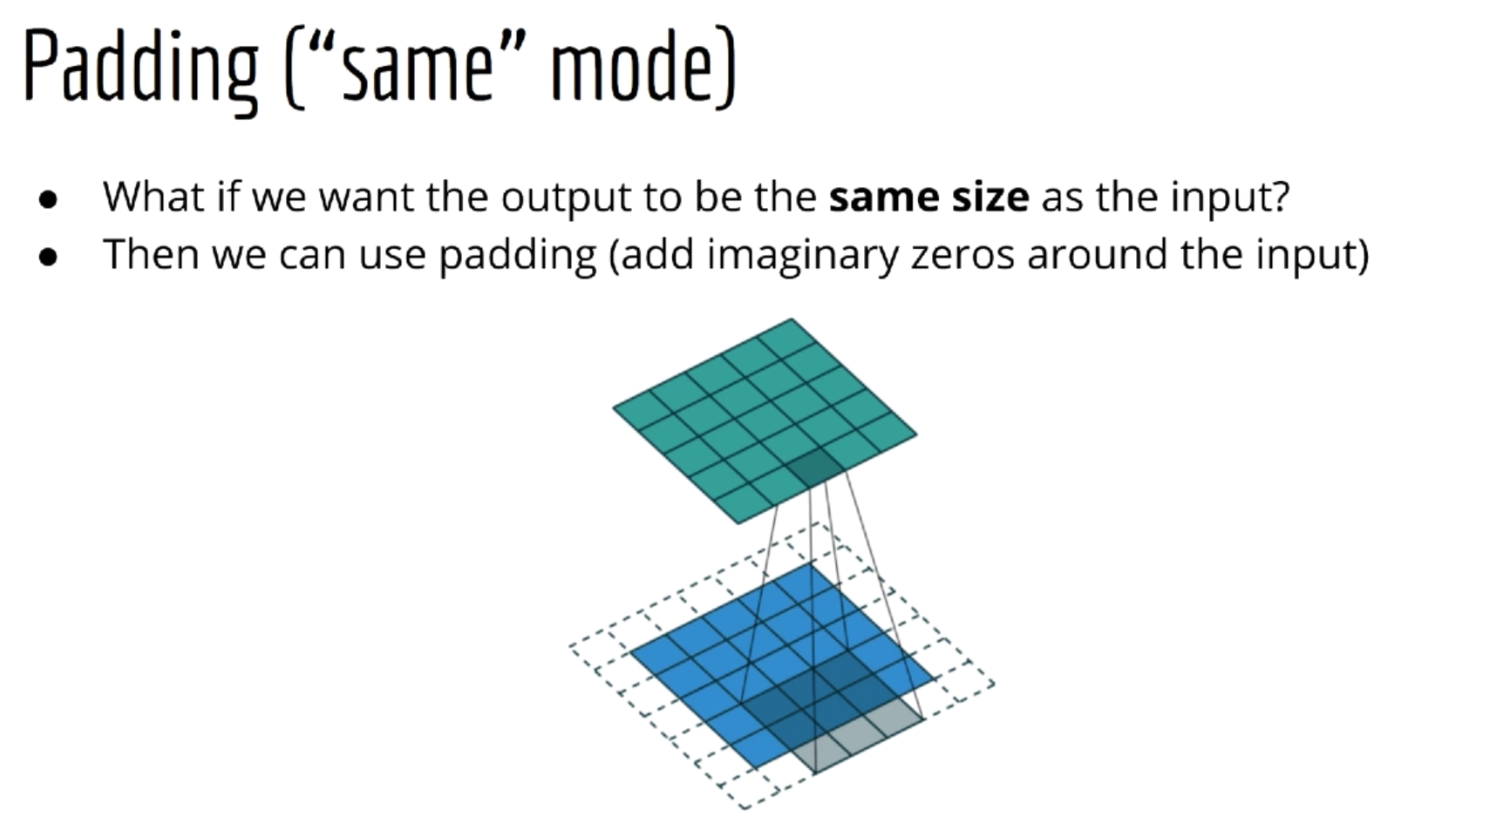 Padding (“same” mode)
● What if we want the output to be the same size as the input?
● Then we can use padding (add imaginary zeros around the input)